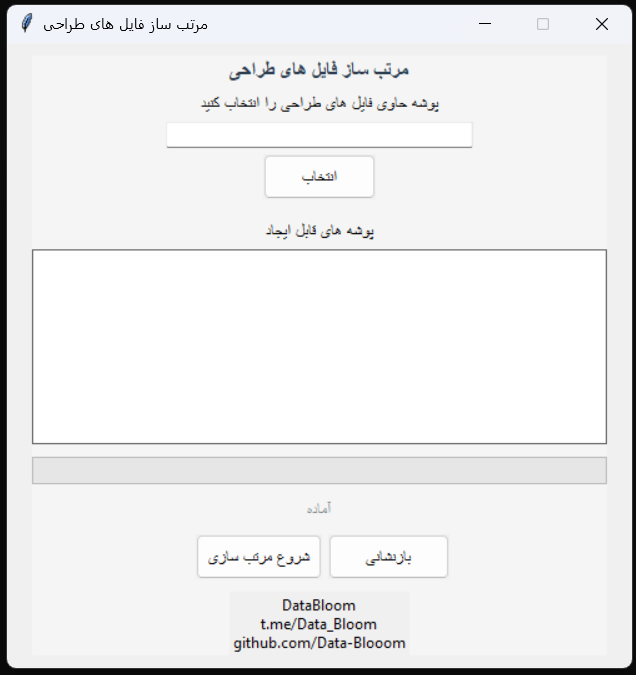 مرتب ساز فایل های طراحی
مرتب ساز فایل های طراحی
پوشه حاوی فایل های طراحی را انتخاب کنید
انتخاب
پوشه های قابل ایجاد
آماده
شروع مرتب سازی
بازنشانی
DataBloom
t.me/Data_Bloom
github.com/Data-Blooom